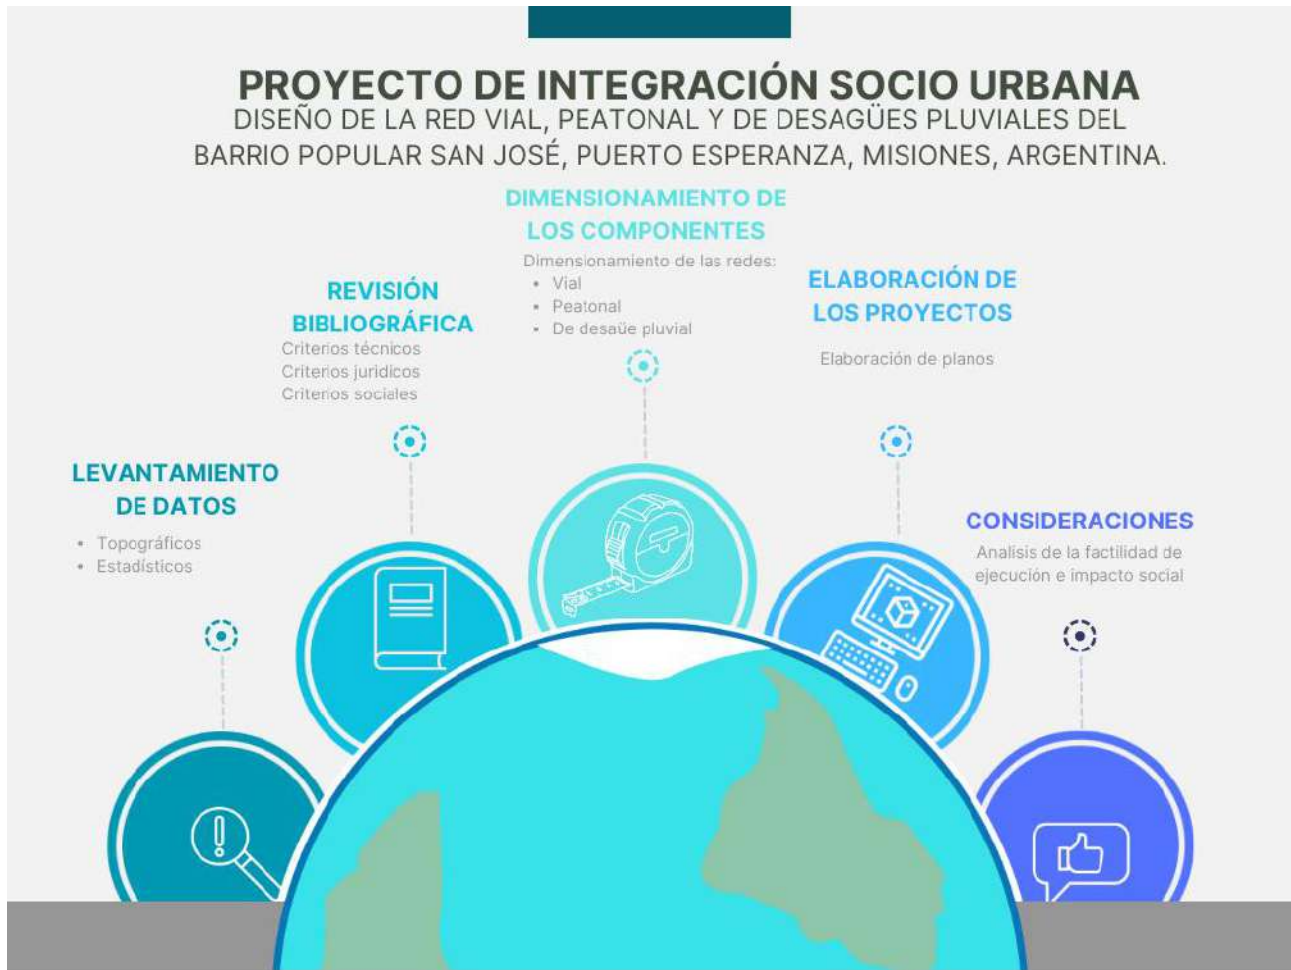 PROYECTO DE INTEGRACIÓN SOCIO URBANA
DISEÑO DE LA RED VIAL, PEATONAL Y DE DESAGÜES PLUVIALES DEL
BARRIO POPULAR SAN JOSÉ, PUERTO ESPERANZA, MISIONES, ARGENTINA.
LEVANTAMIENTO
DE DATOS
• Topográficos
• Estadísticos
REVISIÓN
BIBLIOGRÁFICA
Criterios técnicos
Criterios juridicos
Criterios sociales
DIMENSIONAMIENTO DE
LOS COMPONENTES
Dimensionamiento de las redes:
• Vial
• Peatonal
• De desaüe pluvial
ELABORACIÓN DE
LOS PROYECTOS
Elaboración de planos
CONSIDERACIONES
Analisis de la factilidad de
ejecución e impacto social